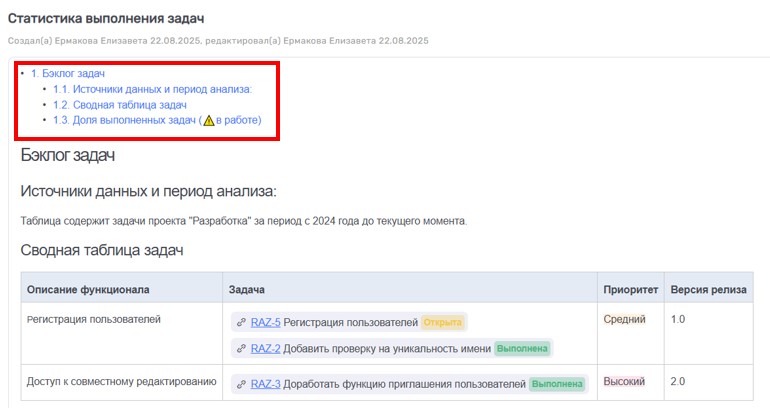 Статистика выполнения задач
Создал(а) Ермакова Елизавета 22.08.2025, редактировал(а) Ермакова Елизавета 22.08.2025
• 1. Бэклог задач
• 1.1. Источники данных и период анализа:
• 1.2. Сводная таблица задач
• 1.3. Доля выполненных задач (⚠в работе)
Бэклог задач
Источники данных и период анализа:
Таблица содержит задачи проекта "Разработка" за период с 2024 года до текущего момента.
Сводная таблица задач
Описание функционала Задача Приоритет Версия релиза
Регистрация пользователей RAZ-5 Регистрация пользователей Открыта Средний 1.0
RAZ-2 Добавить проверку на уникальность имени Выполнена
Доступ к совместному редактированию RAZ-3 Доработать функцию приглашения пользователей Выполнена Высокий 2.0